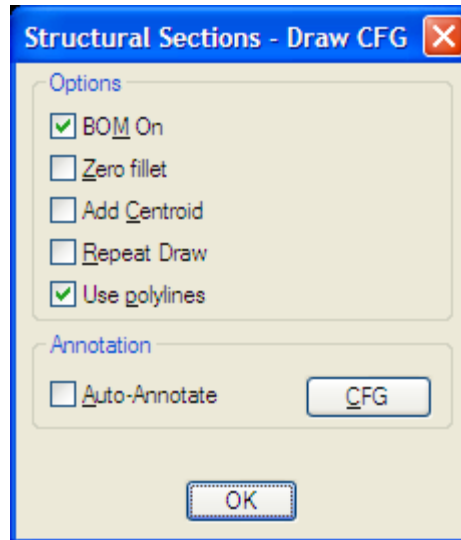 Structural Sections - Draw CFG
Options
BOM On
Zero fillet
Add Centroid
Repeat Draw
Use polylines
Annotation
Auto-Annotate CFG
OK